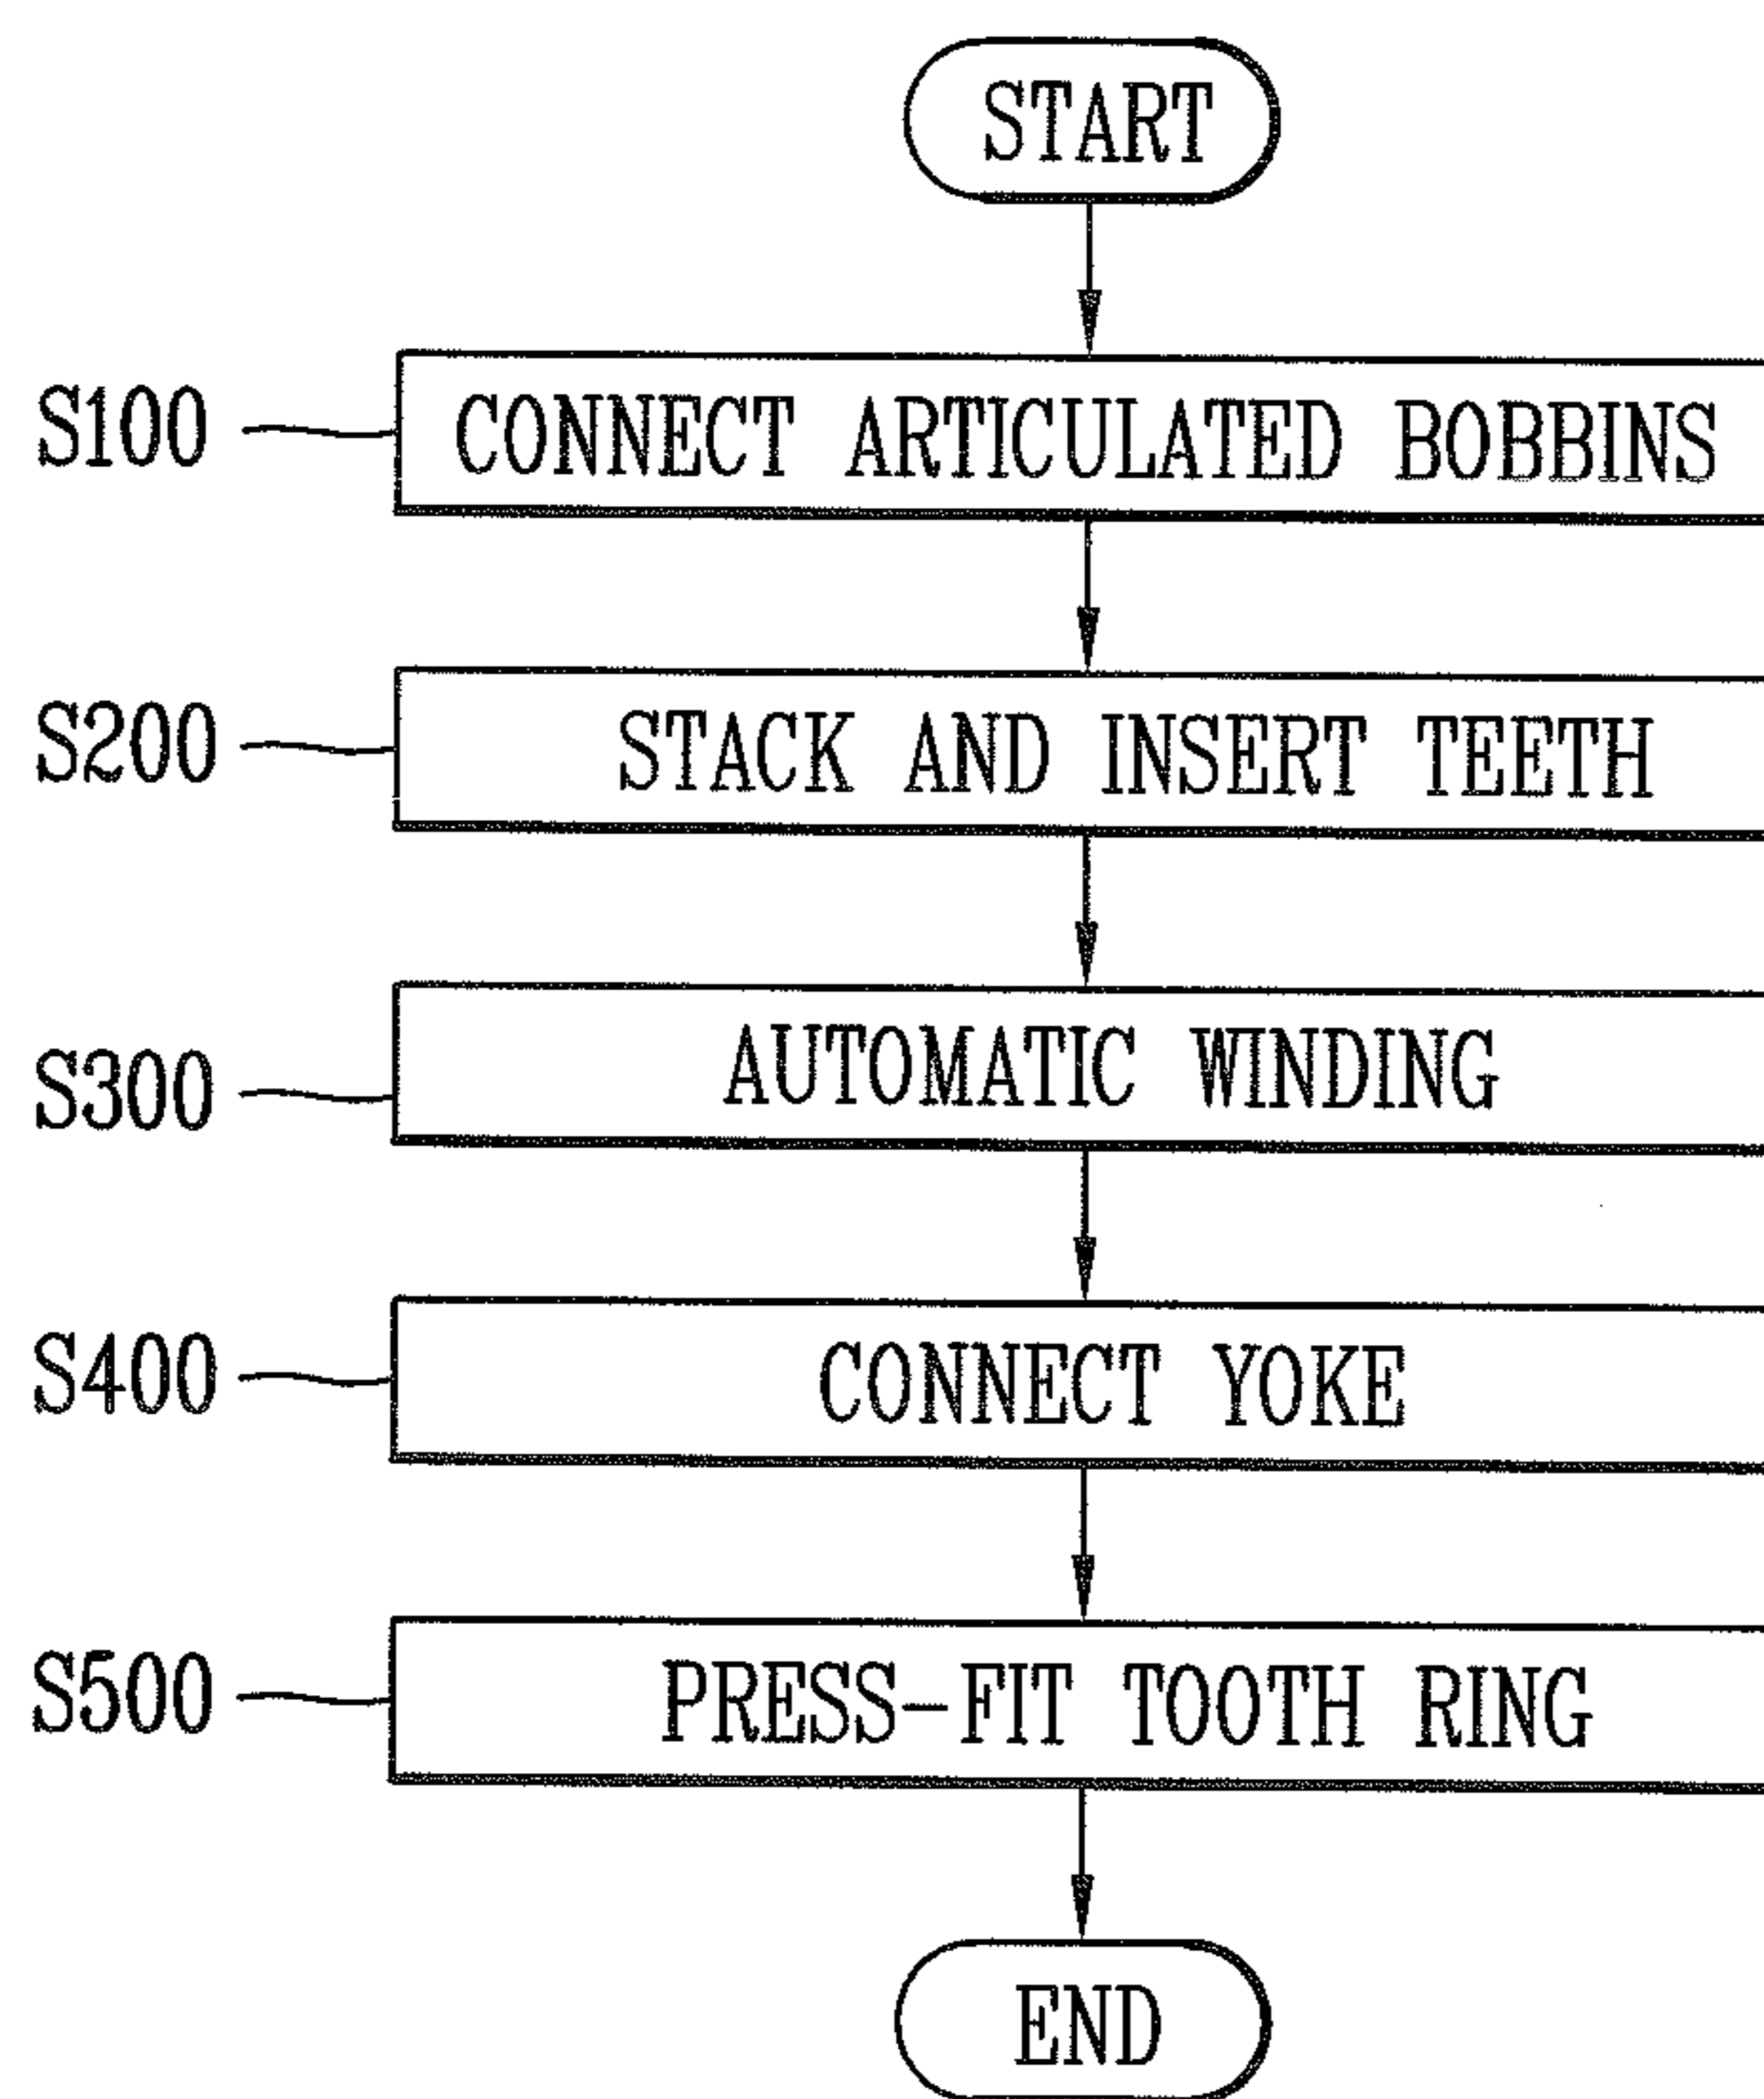 START
S100 CONNECT ARTICULATED BOBBINS
S200 STACK AND INSERT TEETH
S300 AUTOMATIC WINDING
S400 CONNECT YOKE
S500 PRESS-FIT TOOTH RING
END